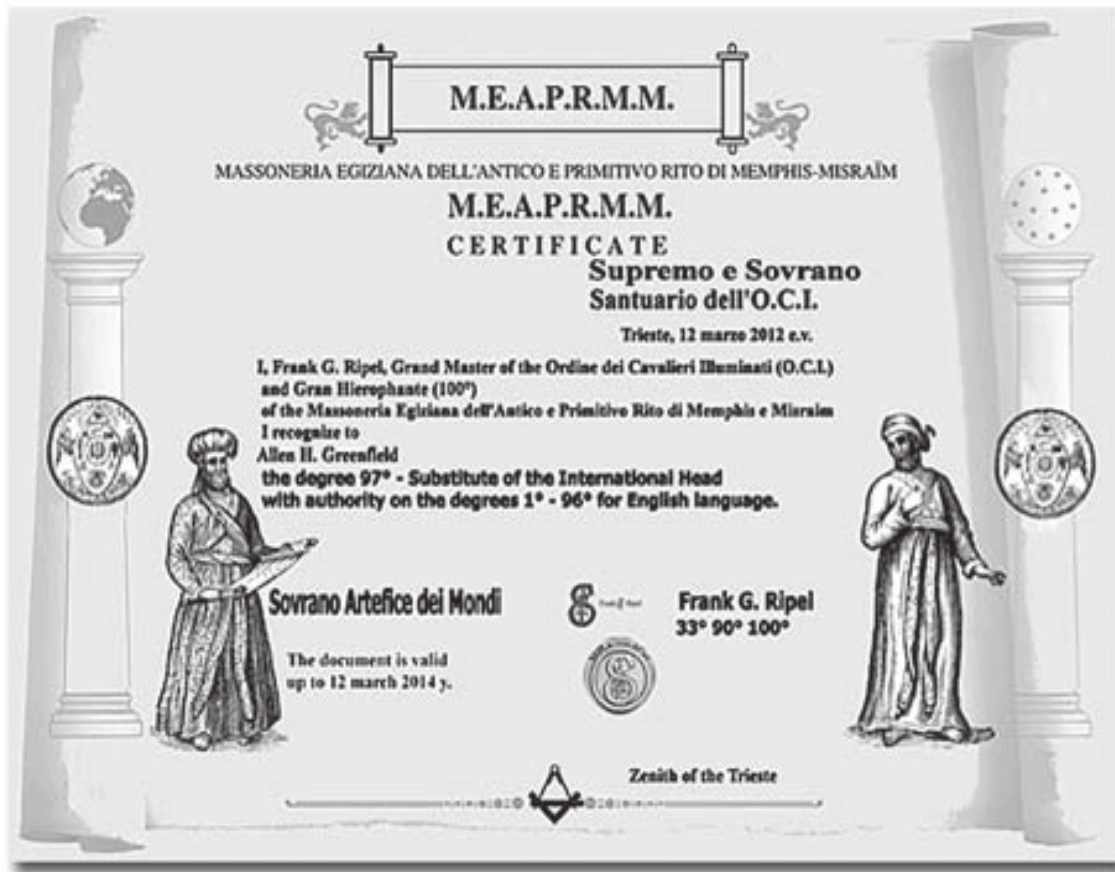 M.E.A.P.R.M.M.
MASSONERIA EGIZIANA DELL'ANTICO E PRIMITIVO RITO DI MEMPHIS-MISRAÏM
M.E.A.P.R.M.M.
CERTIFICATE
Supremo e Sovrano
Santuario dell'O.C.I.
Trieste, 12 marzo 2012 e.v.
I, Frank G. Ripel, Grand Master of the Ordine dei Cavalieri Illuminati (O.C.I.)
and Gran Hierophante (100°)
of the Massoneria Egiziana dell'Antico e Primitivo Rito di Memphis e Misraim
I recognize to
Allen H. Greenfield
the degree 97° - Substitute of the International Head
with authority on the degrees 1° - 96° for English language.
Sovrano Artefice dei Mondi
Frank G. Ripel
33° 90° 100°
The document is valid
up to 12 march 2014 y.
Zenith of the Trieste